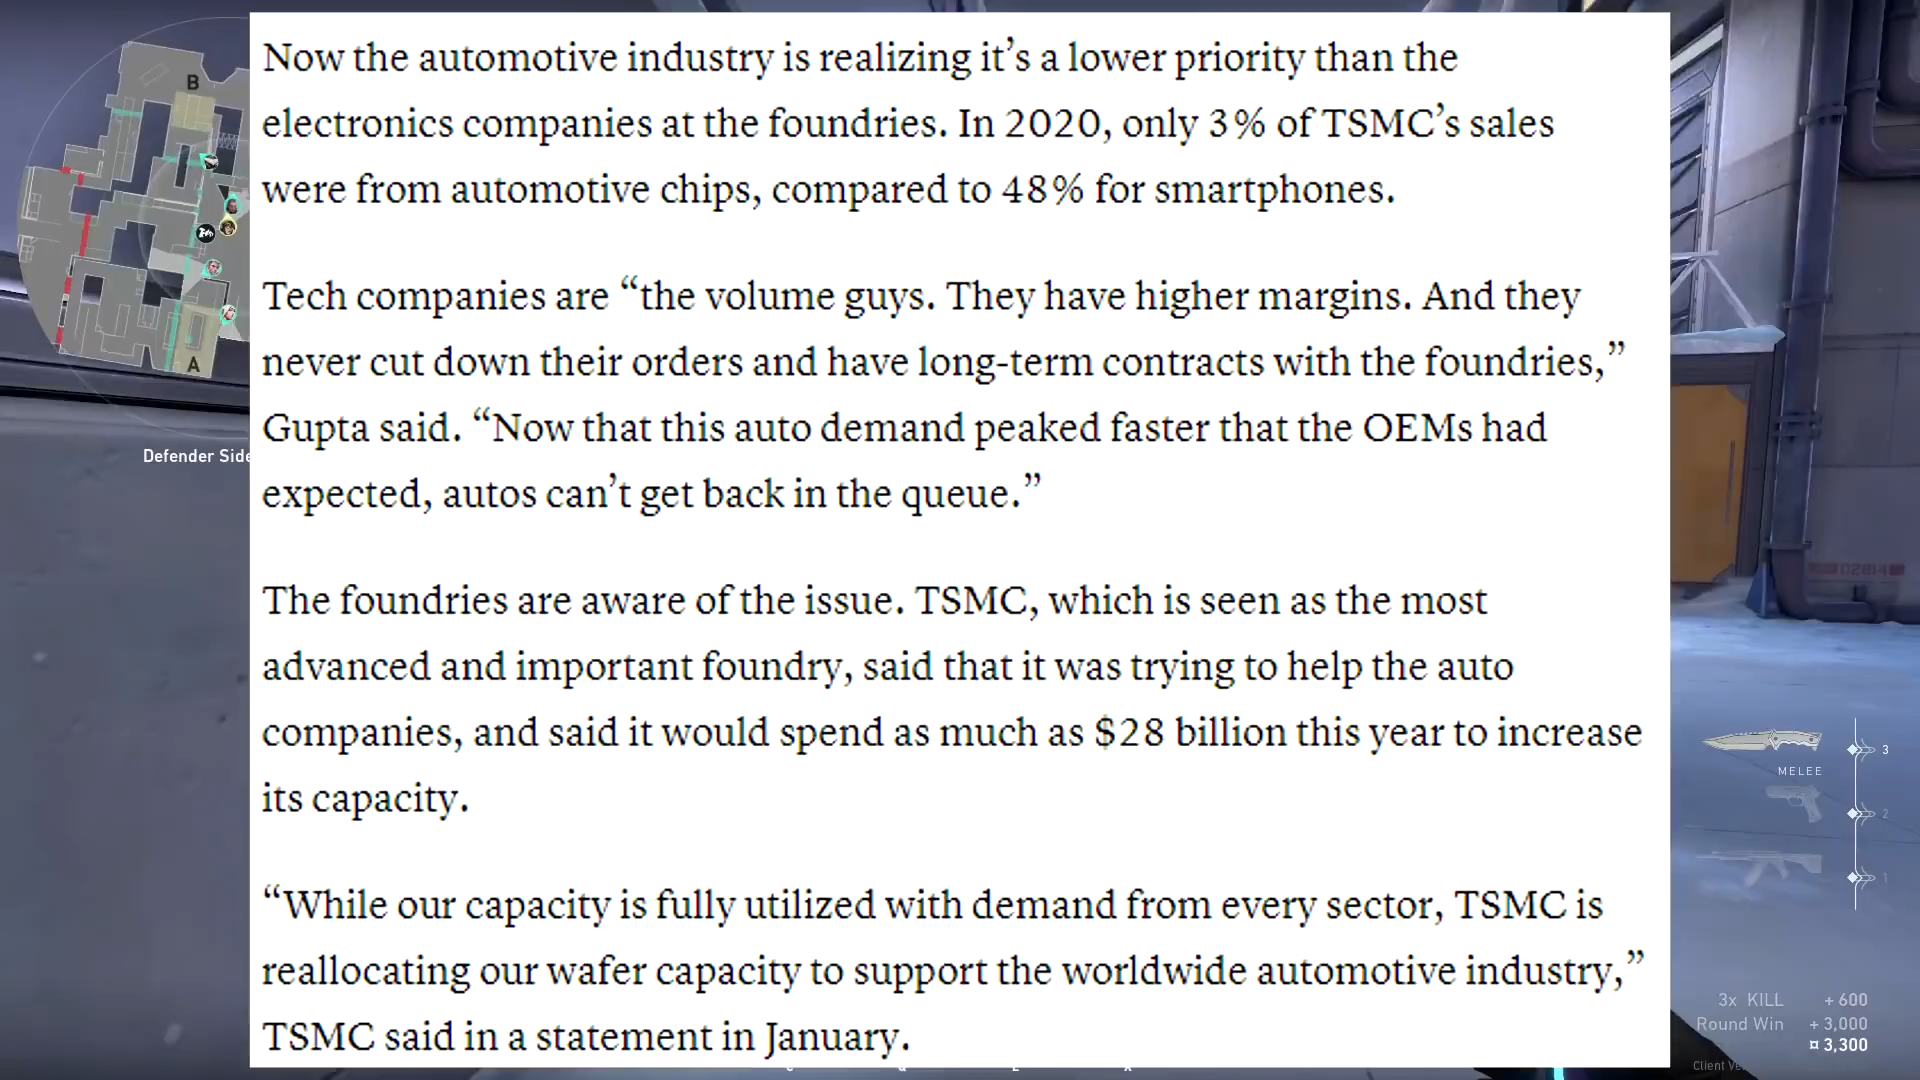 B
A
Defender Side
Now the automotive industry is realizing it’s a lower priority than the
electronics companies at the foundries. In 2020, only 3% of TSMC’s sales
were from automotive chips, compared to 48% for smartphones.
Tech companies are “the volume guys. They have higher margins. And they
never cut down their orders and have long-term contracts with the foundries,”
Gupta said. “Now that this auto demand peaked faster that the OEMs had
expected, autos can’t get back in the queue.”
The foundries are aware of the issue. TSMC, which is seen as the most
advanced and important foundry, said that it was trying to help the auto
companies, and said it would spend as much as $28 billion this year to increase
its capacity.
“While our capacity is fully utilized with demand from every sector, TSMC is
reallocating our wafer capacity to support the worldwide automotive industry,”
TSMC said in a statement in January.
02814
3
MELEE
2
1
3x KILL + 600
Round Win + 3,000
¤ 3,300
Client